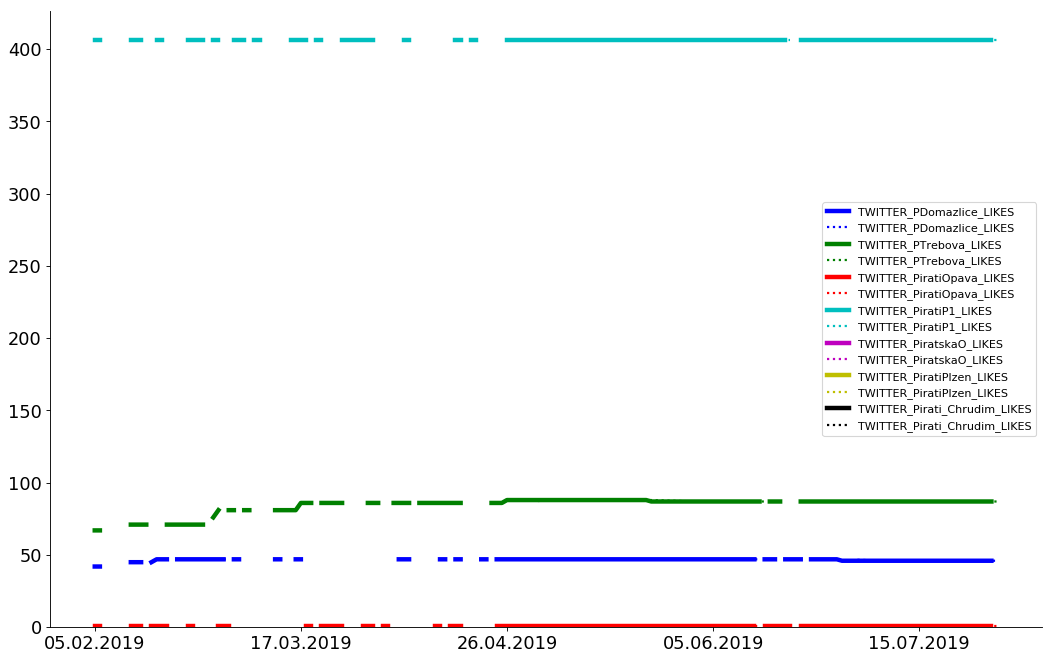 400
350
300
250
200
150
100
50
0
05.02.2019 17.03.2019 26.04.2019 05.06.2019 15.07.2019
TWITTER_PDomazlice_LIKES
TWITTER_PDomazlice_LIKES
TWITTER_PTrebova_LIKES
TWITTER_PTrebova_LIKES
TWITTER_PiratiOpava_LIKES
TWITTER_PiratiOpava_LIKES
TWITTER_PiratiP1_LIKES
TWITTER_PiratiP1_LIKES
TWITTER_PiratskaO_LIKES
TWITTER_PiratskaO_LIKES
TWITTER_PiratiPlzen_LIKES
TWITTER_PiratiPlzen_LIKES
TWITTER_Pirati_Chrudim_LIKES
TWITTER_Pirati_Chrudim_LIKES